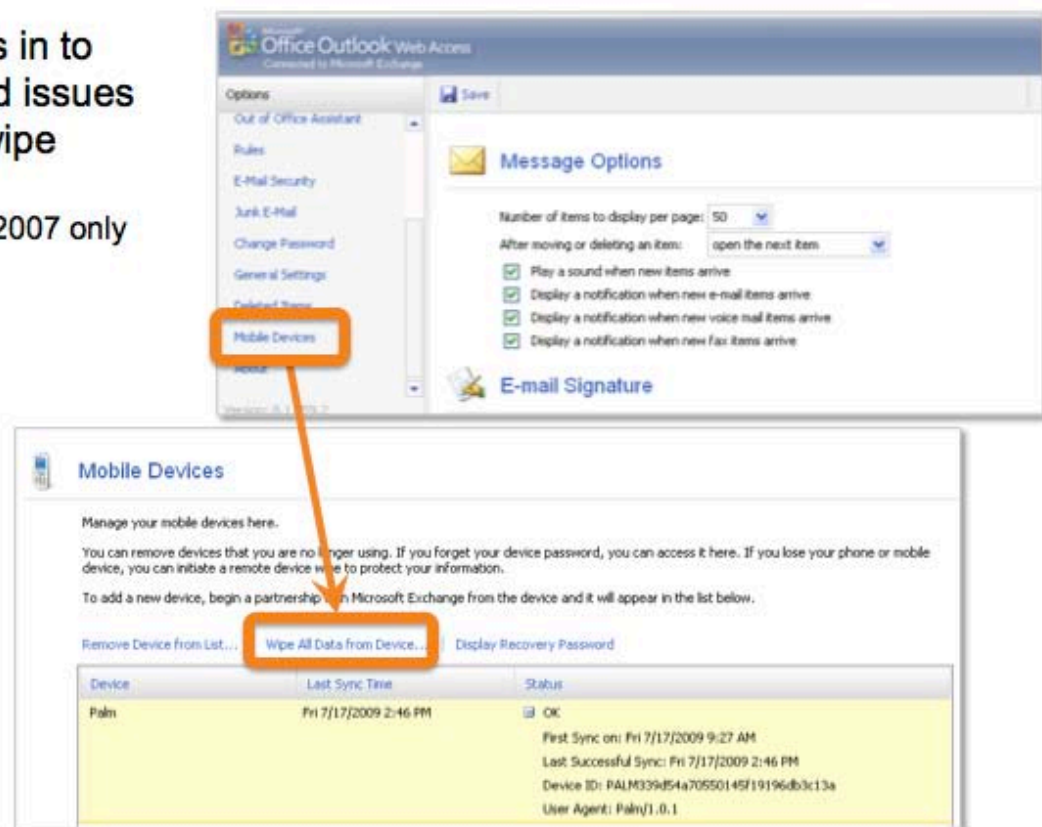 s in to
d issues
vipe
2007 only
Microsoft
Office Outlook Web Access
Connected to Microsoft Exchange
Options
Save
Out of Office Assistant
Rules
E-Mail Security
Junk E-Mail
Change Password
General Settings
Deleted Items
Mobile Devices
About
Message Options
Number of items to display per page: 50
After moving or deleting an item: open the next item
Play a sound when new items arrive
Display a notification when new e-mail items arrive
Display a notification when new voice mail items arrive
Display a notification when new fax items arrive
E-mail Signature
Mobile Devices
Manage your mobile devices here.
You can remove devices that you are no longer using. If you forget your device password, you can access it here. If you lose your phone or mobile
device, you can initiate a remote device wipe to protect your information.
To add a new device, begin a partnership with Microsoft Exchange from the device and it will appear in the list below.
Remove Device from List... Wipe All Data from Device... Display Recovery Password
Device Last Sync Time Status
Palm Fri 7/17/2009 2:46 PM OK
First Sync on: Fri 7/17/2009 9:27 AM
Last Successful Sync: Fri 7/17/2009 2:46 PM
Device ID: PALM339d54a70550145f19196db3c13a
User Agent: Palm/1.0.1